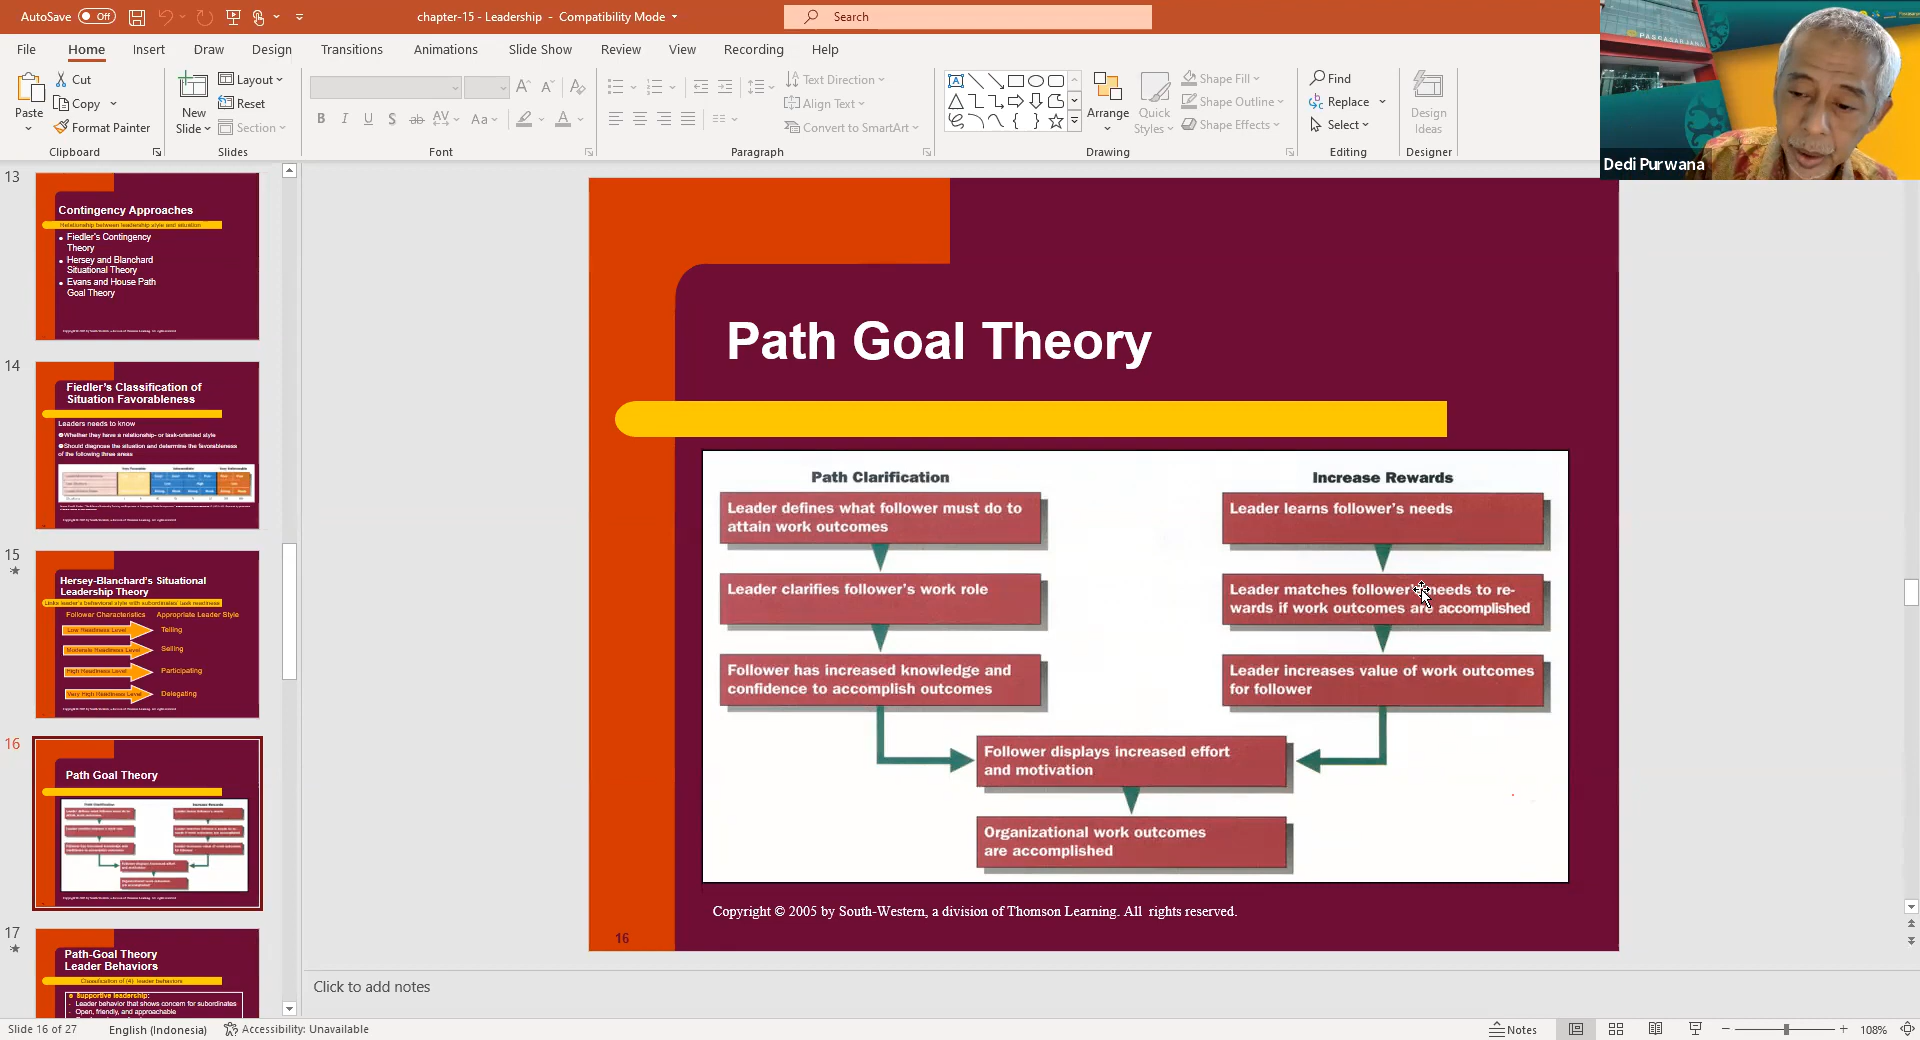 AutoSave Off
chapter-15 - Leadership - Compatibility Mode
Search
File Home Insert Draw Design Transitions Animations Slide Show Review View Recording Help
Paste
Cut
Copy
Format Painter
Clipboard
New
Slide
Layout
Reset
Section
Slides
B I U S ab AV Aa A
Font
Text Direction
Align Text
Convert to SmartArt
Paragraph
Arrange
Quick
Styles
Shape Fill
Shape Outline
Shape Effects
Drawing
Find
Replace
Select
Editing
Design
Ideas
Designer
PASCASARJAN
Dedi Purwana
13
Contingency Approaches
Relationship between leadership style and situation
Fiedler's Contingency
Theory
Hersey and Blanchard
Situational Theory
Evans and House Path
Goal Theory
14
Fiedler's Classification of
Situation Favorableness
Leaders needs to know
Whether they have a relationship- or task-oriented style
Should diagnose the situation and determine the favorableness
of the following three areas
15
Hersey-Blanchard's Situational
Leadership Theory
Links leader's behavioral style with subordinates' task readiness
Follower Characteristics Appropriate Leader Style
Low Readiness Level Telling
Moderate Readiness Level Selling
High Readiness Level Participating
Very High Readiness Level Delegating
16
Path Goal Theory
17
Path-Goal Theory
Leader Behaviors
Classification of (4) leader behaviors
Supportive leadership:
- Leader behavior that shows concern for subordinates
- Open, friendly, and approachable
Path Goal Theory
Path Clarification
Leader defines what follower must do to
attain work outcomes
Leader clarifies follower's work role
Follower has increased knowledge and
confidence to accomplish outcomes
Increase Rewards
Leader learns follower's needs
Leader matches follower's needs to re-
wards if work outcomes are accomplished
Leader increases value of work outcomes
for follower
Follower displays increased effort
and motivation
Organizational work outcomes
are accomplished
Copyright © 2005 by South-Western, a division of Thomson Learning. All rights reserved.
16
Click to add notes
Slide 16 of 27 English (Indonesia) Accessibility: Unavailable Notes 108%